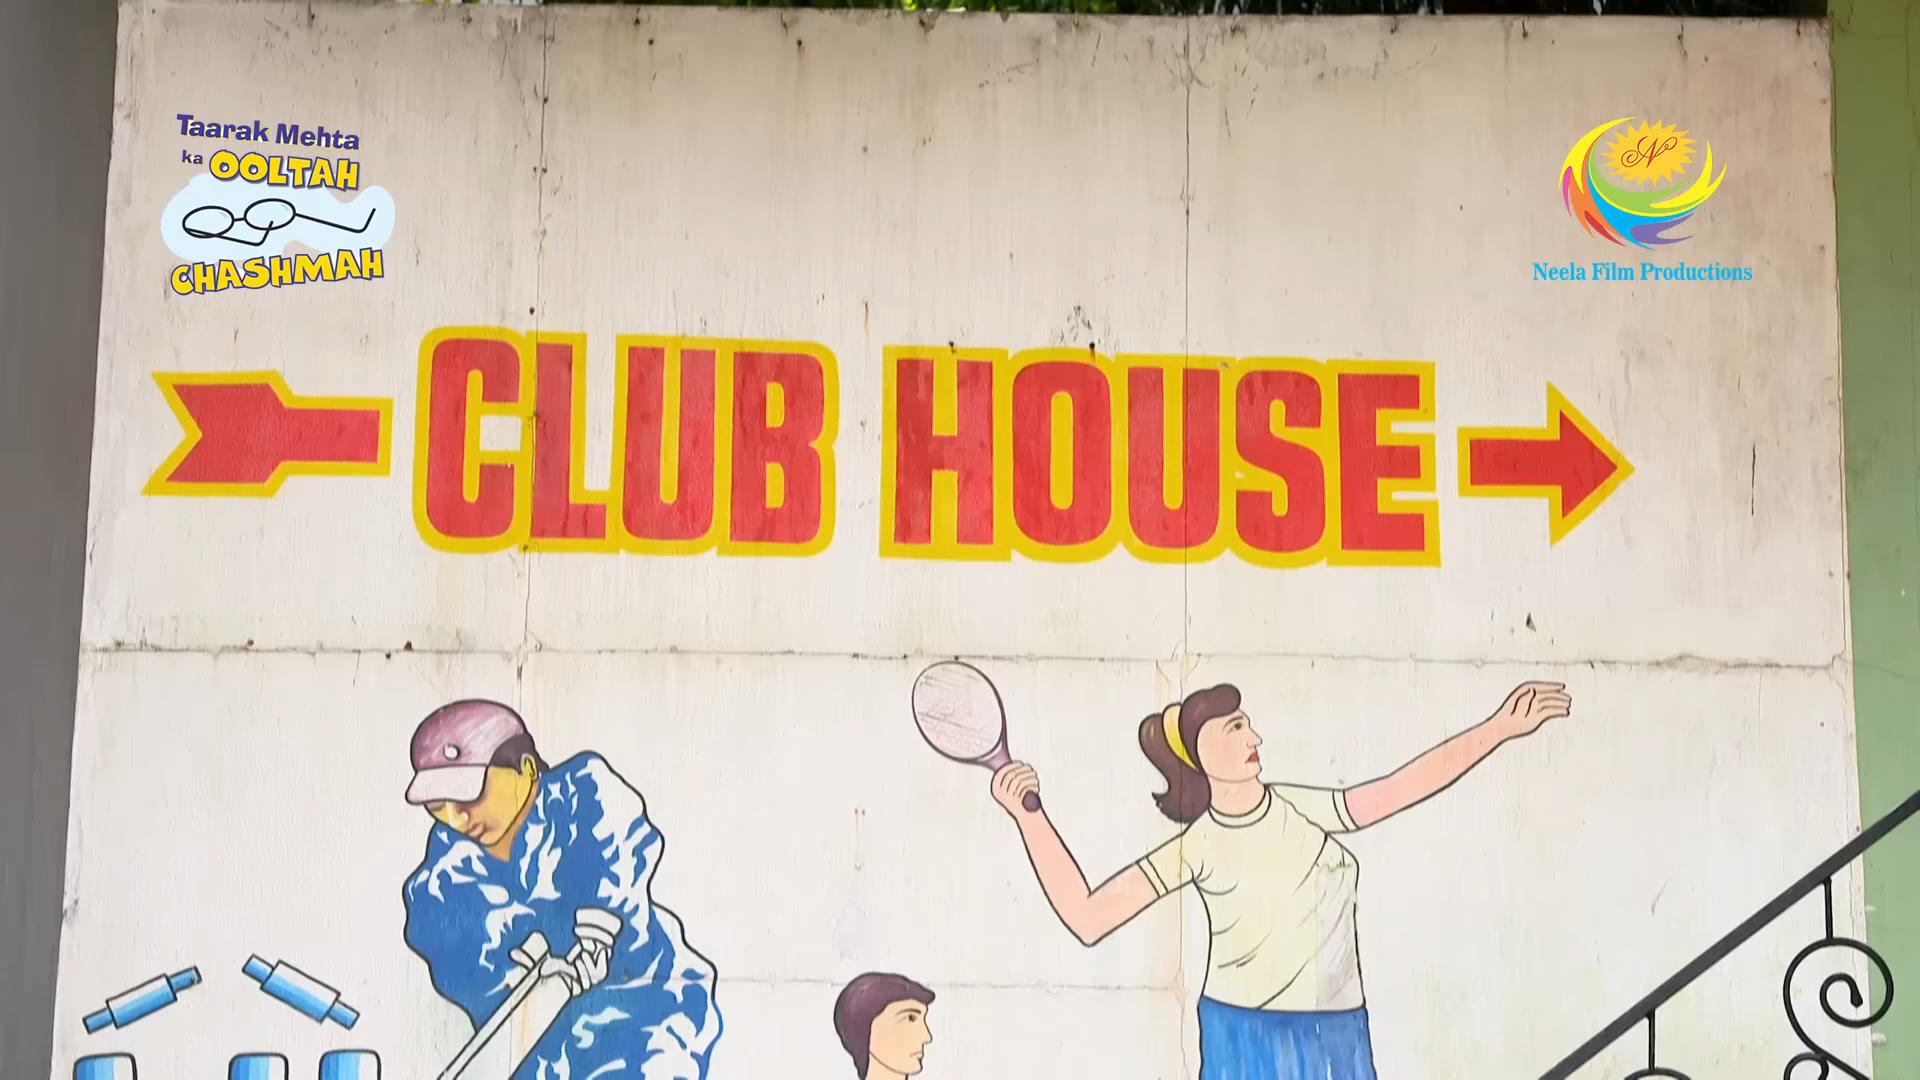 Taarak Mehta
ka OOLTAH
CHASHMAH
N
Neela Film Productions
CLUB HOUSE